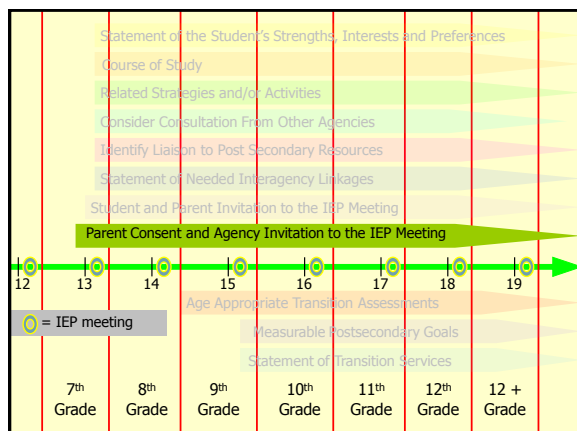 Statement of the Student's Strengths, Interests and Preferences
Course of Study
Related Strategies and/or Activities
Consider Consultation From Other Agencies
Identify Liaison to Post Secondary Resources
Statement of Needed Interagency Linkages
Student and Parent Invitation to the IEP Meeting
Parent Consent and Agency Invitation to the IEP Meeting
12 13 14 15 16 17 18 19
Age Appropriate Transition Assessments
= IEP meeting
Measurable Postsecondary Goals
Statement of Transition Services
7th 8th 9th 10th 11th 12th 12 +
Grade Grade Grade Grade Grade Grade Grade